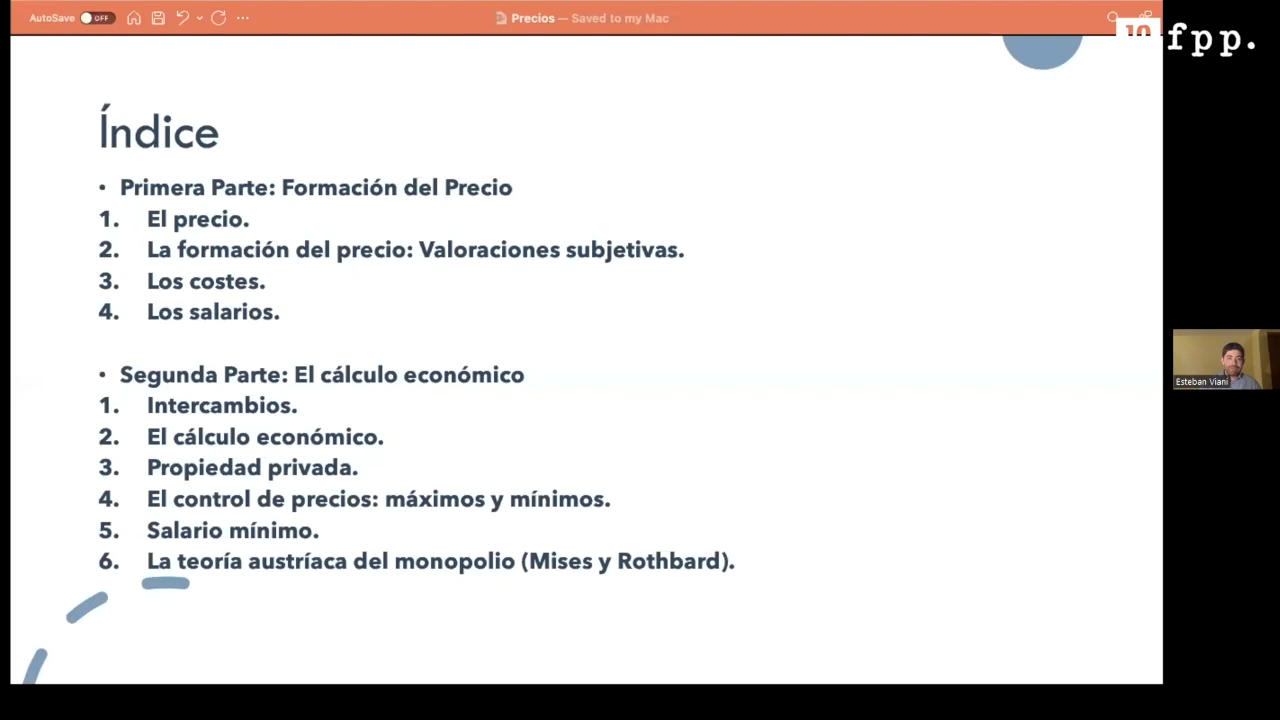 AutoSave OFF
Precios — Saved to my Mac
10 fpp.
Índice
• Primera Parte: Formación del Precio
1. El precio.
2. La formación del precio: Valoraciones subjetivas.
3. Los costes.
4. Los salarios.
• Segunda Parte: El cálculo económico
1. Intercambios.
2. El cálculo económico.
3. Propiedad privada.
4. El control de precios: máximos y mínimos.
5. Salario mínimo.
6. La teoría austríaca del monopolio (Mises y Rothbard).
Esteban Viani